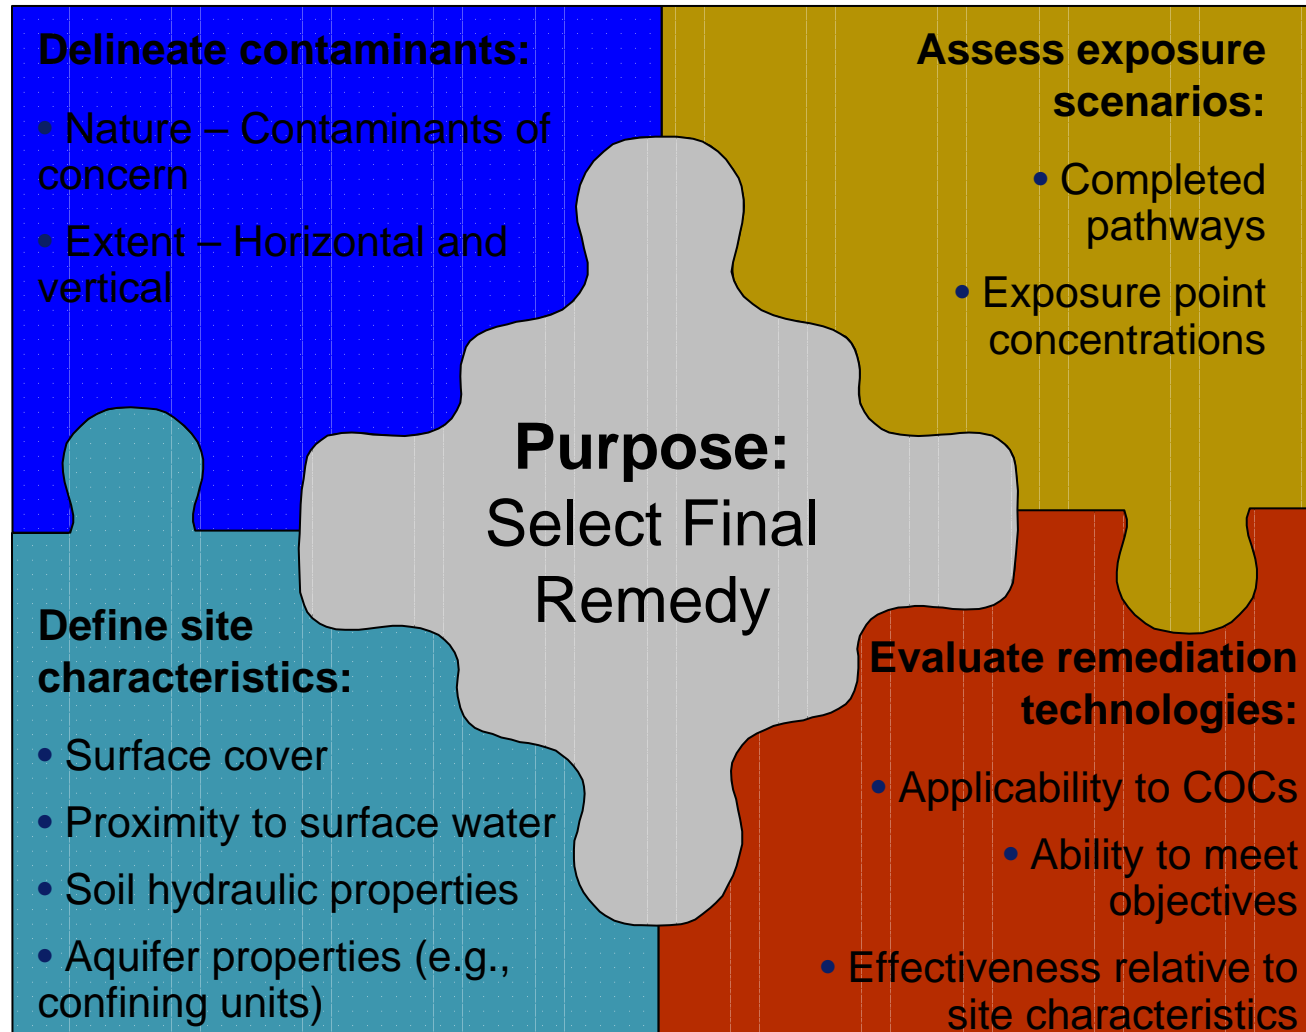 Delineate contaminants:
• Nature – Contaminants of
concern
• Extent – Horizontal and
vertical
Assess exposure
scenarios:
• Completed
pathways
• Exposure point
concentrations
Purpose:
Select Final
Remedy
Define site
characteristics:
• Surface cover
• Proximity to surface water
• Soil hydraulic properties
• Aquifer properties (e.g.,
confining units)
Evaluate remediation
technologies:
• Applicability to COCs
• Ability to meet
objectives
• Effectiveness relative to
site characteristics